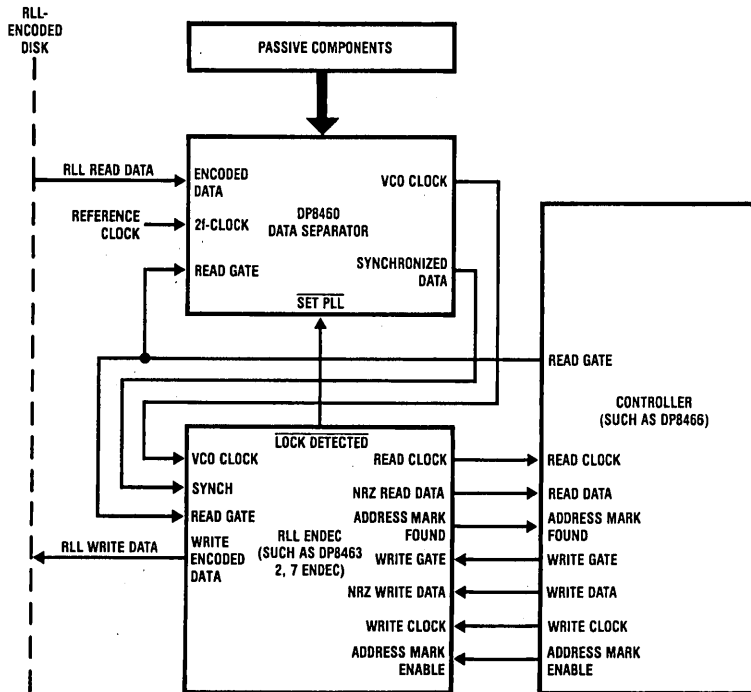 RLL-
ENCODED
DISK
PASSIVE COMPONENTS
RLL READ DATA
ENCODED
DATA
VCO CLOCK
REFERENCE
CLOCK
2f-CLOCK
DP8460
DATA SEPARATOR
READ GATE
SYNCHRONIZED
DATA
SET PLL
READ GATE
CONTROLLER
(SUCH AS DP8466)
LOCK DETECTED
VCO CLOCK
READ CLOCK
READ CLOCK
SYNCH
NRZ READ DATA
READ DATA
READ GATE
ADDRESS MARK
FOUND
ADDRESS MARK
FOUND
RLL WRITE DATA
WRITE
ENCODED
DATA
RLL ENDEC
(SUCH AS DP8463
2, 7 ENDEC)
WRITE GATE
WRITE GATE
NRZ WRITE DATA
WRITE DATA
WRITE CLOCK
WRITE CLOCK
ADDRESS MARK
ENABLE
ADDRESS MARK
ENABLE